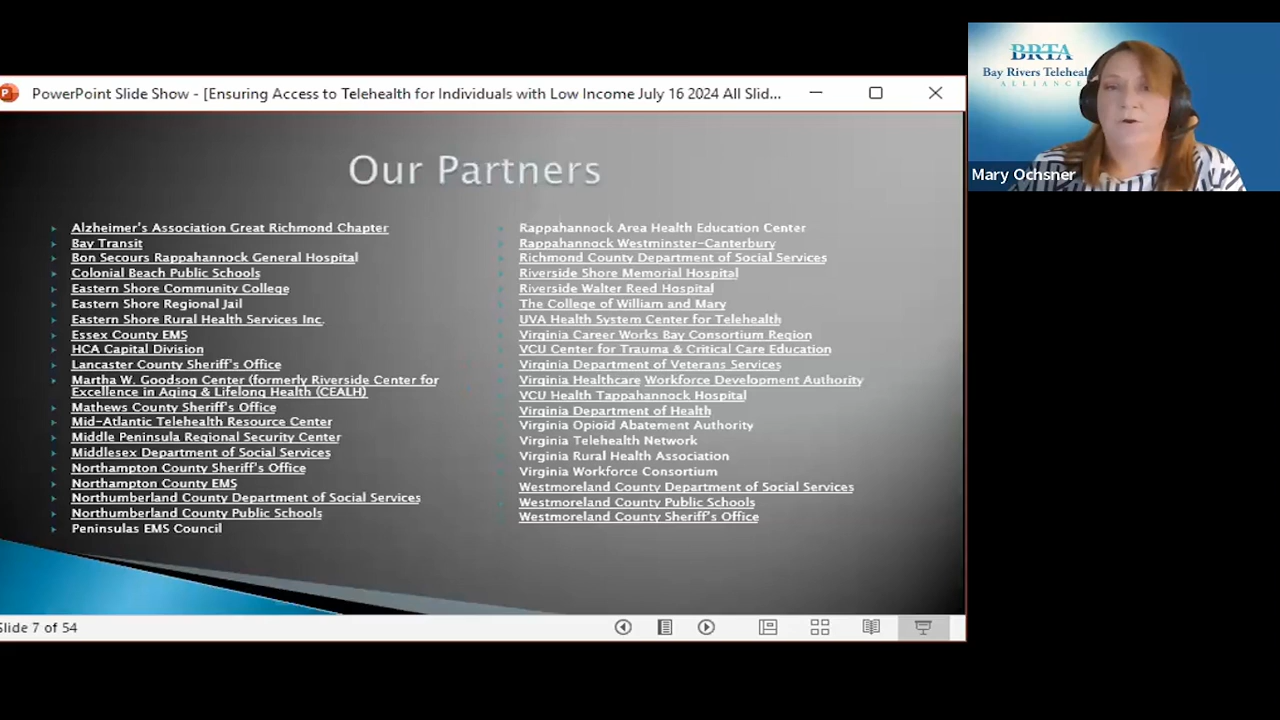 PowerPoint Slide Show - [Ensuring Access to Telehealth for Individuals with Low Income July 16 2024 All Slid...
Our Partners
Alzheimer's Association Great Richmond Chapter
Bay Transit
Bon Secours Rappahannock General Hospital
Colonial Beach Public Schools
Eastern Shore Community College
Eastern Shore Regional Jail
Eastern Shore Rural Health Services Inc.
Essex County EMS
HCA Capital Division
Lancaster County Sheriff's Office
Martha W. Goodson Center (formerly Riverside Center for
Excellence in Aging & Lifelong Health (CEALH)
Mathews County Sheriff's Office
Mid-Atlantic Telehealth Resource Center
Middle Peninsula Regional Security Center
Middlesex Department of Social Services
Northampton County Sheriff's Office
Northampton County EMS
Northumberland County Department of Social Services
Northumberland County Public Schools
Peninsulas EMS Council
Rappahannock Area Health Education Center
Rappahannock Westminster-Canterbury
Richmond County Department of Social Services
Riverside Shore Memorial Hospital
Riverside Walter Reed Hospital
The College of William and Mary
UVA Health System Center for Telehealth
Virginia Career Works Bay Consortium Region
VCU Center for Trauma & Critical Care Education
Virginia Department of Veterans Services
Virginia Healthcare Workforce Development Authority
VCU Health Tappahannock Hospital
Virginia Department of Health
Virginia Opioid Abatement Authority
Virginia Telehealth Network
Virginia Rural Health Association
Virginia Workforce Consortium
Westmoreland County Department of Social Services
Westmoreland County Public Schools
Westmoreland County Sheriff's Office
Slide 7 of 54
BRTA
Bay Rivers Teleheal
ALLIANCE
Mary Ochsner